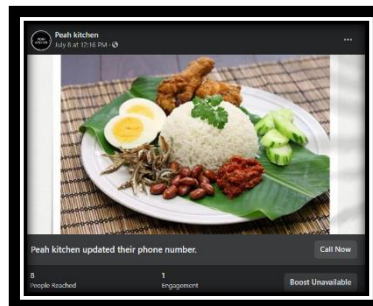 Peah kitchen
July 8 at 12:16 PM
Peah kitchen updated their phone number.
Call Now
8
People Reached
1
Engagement
Boost Unavailable